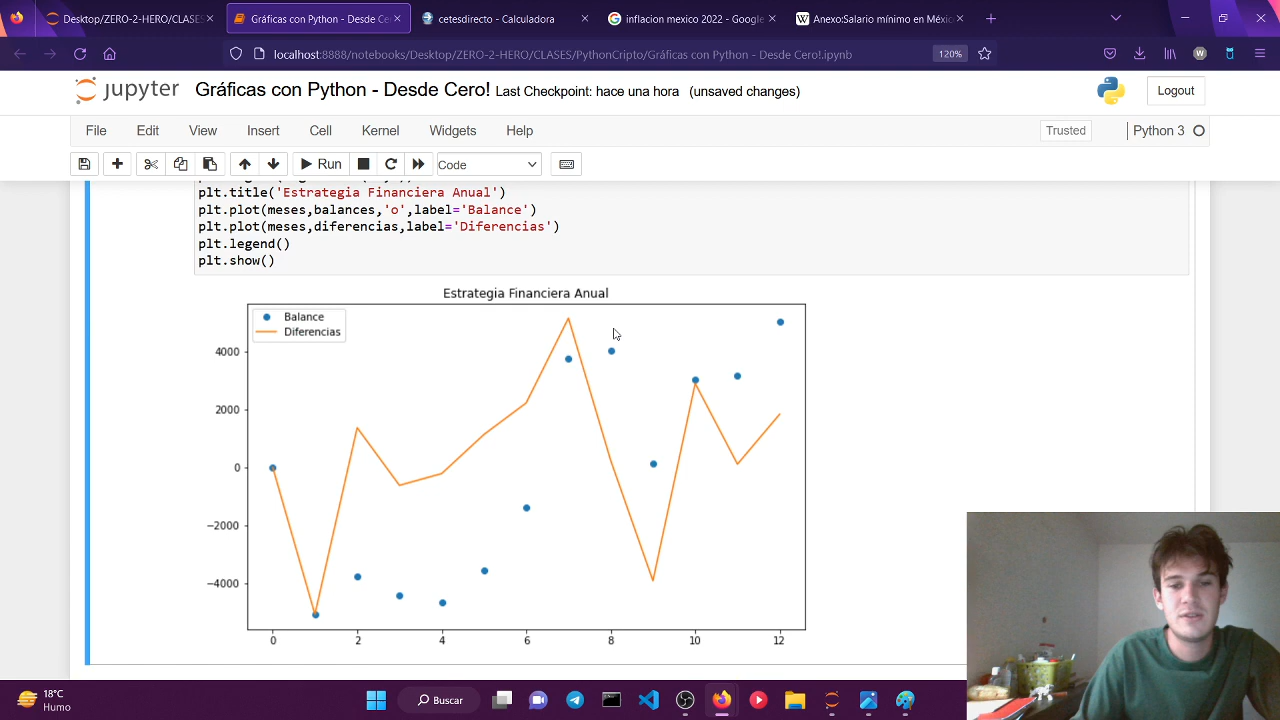 Desktop/ZERO-2-HERO/CLASES
Gráficas con Python - Desde Ce
cetesdirecto - Calculadora
inflacion mexico 2022 - Google
Anexo:Salario mínimo en Méxic
localhost:8888/notebooks/Desktop/ZERO-2-HERO/CLASES/PythonCripto/Gráficas con Python - Desde Cero!.ipynb
120%
W
jupyter
Gráficas con Python - Desde Cero! Last Checkpoint: hace una hora (unsaved changes)
Logout
File Edit View Insert Cell Kernel Widgets Help
Trusted
Python 3
Run
Code
plt.title('Estrategia Financiera Anual')
plt.plot(meses,balances,'o',label='Balance')
plt.plot(meses,diferencias,label='Diferencias')
plt.legend()
plt.show()
Estrategia Financiera Anual
Balance
Diferencias
4000
2000
0
−2000
−4000
0 2 4 6 8 10 12
18°C
Humo
Buscar